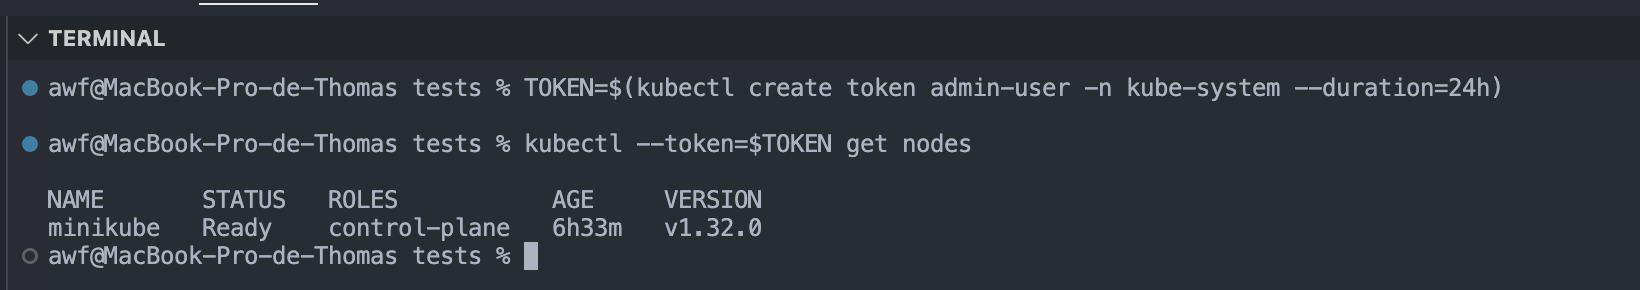 TERMINAL
awf@MacBook-Pro-de-Thomas tests % TOKEN=$(kubectl create token admin-user -n kube-system --duration=24h)
awf@MacBook-Pro-de-Thomas tests % kubectl --token=$TOKEN get nodes
NAME STATUS ROLES AGE VERSION
minikube Ready control-plane 6h33m v1.32.0
awf@MacBook-Pro-de-Thomas tests %